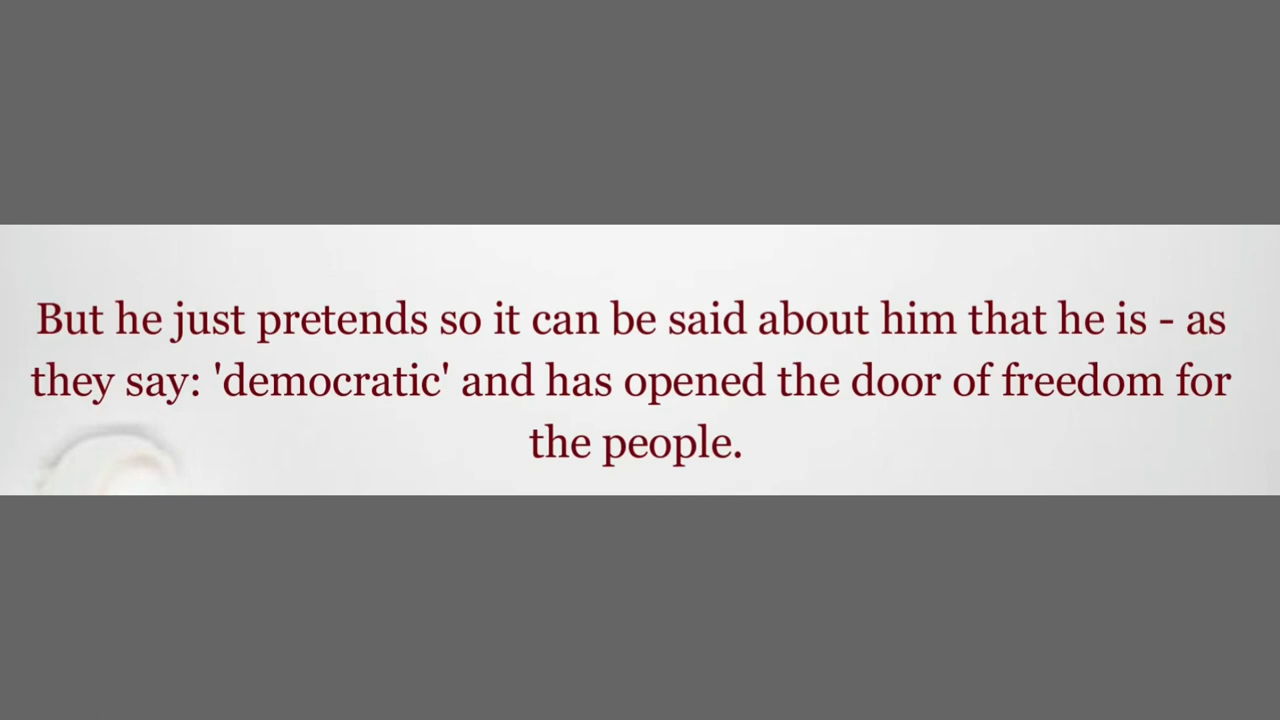 But he just pretends so it can be said about him that he is - as
they say: 'democratic' and has opened the door of freedom for
the people.